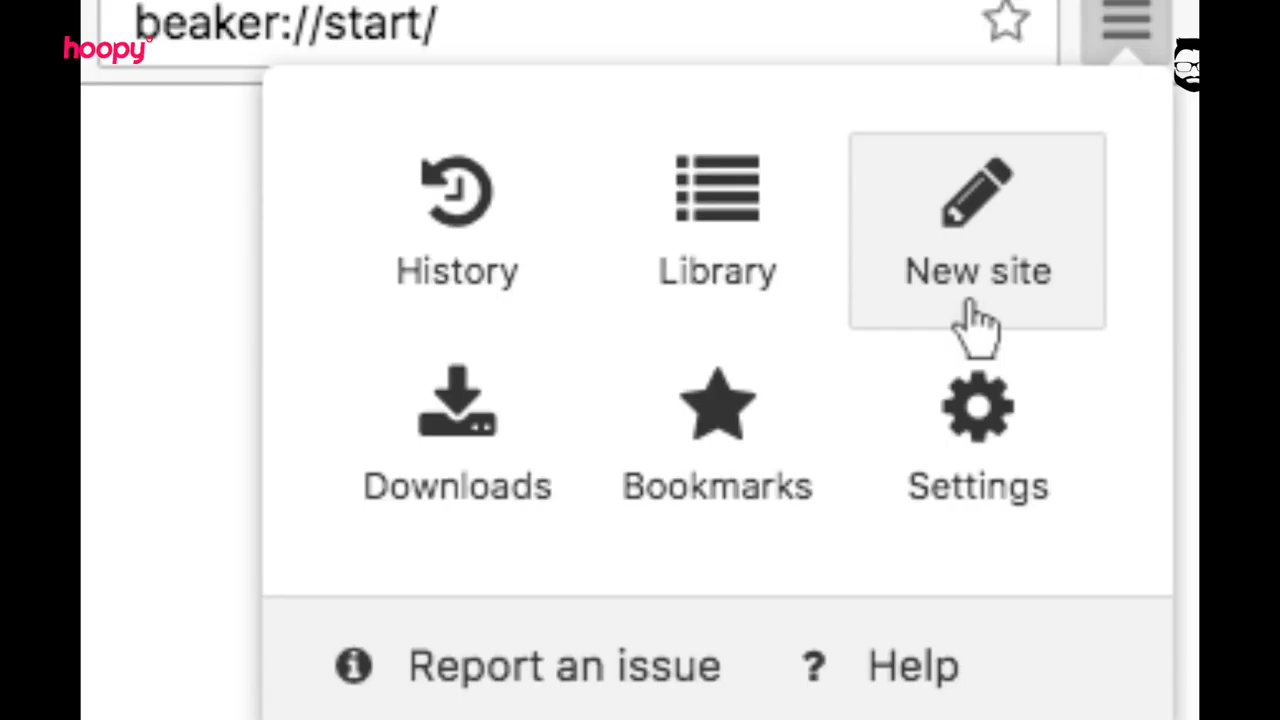 beaker://start/
hoopy
History
Library
New site
Downloads
Bookmarks
Settings
Report an issue
? Help